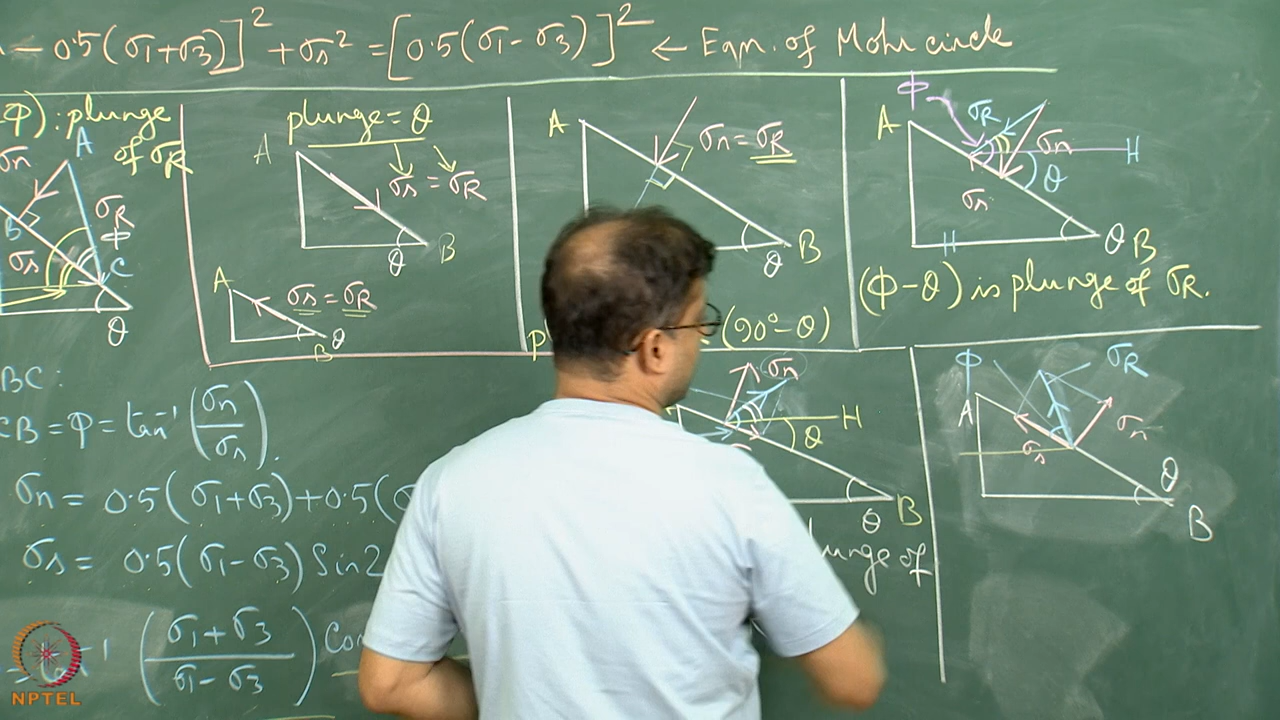 - 0.5(σ1+σ3)]² + σs² = [0.5(σ1-σ3)]² ← Eqn. of Mohr circle
φ): plunge
of σR
A
σn
B
σR
σs
φ
C
θ
plunge = θ
A
σs = σR
B
θ
A
σs = σR
B
θ
A
σn = σR
B
θ
(90°-θ)
φ
A
σR
σn
H
θ
σs
θ
B
(φ-θ) is plunge of σR.
BC:
CB = φ = tan⁻¹(σn/σs).
σn = 0.5(σ1+σ3)+0.5(
σs = 0.5(σ1-σ3) Sin2
(σ1+σ3/σ1-σ3)
σn
H
θ
θ
B
unge of
φ
A
σR
σn
σs
θ
B
NPTEL